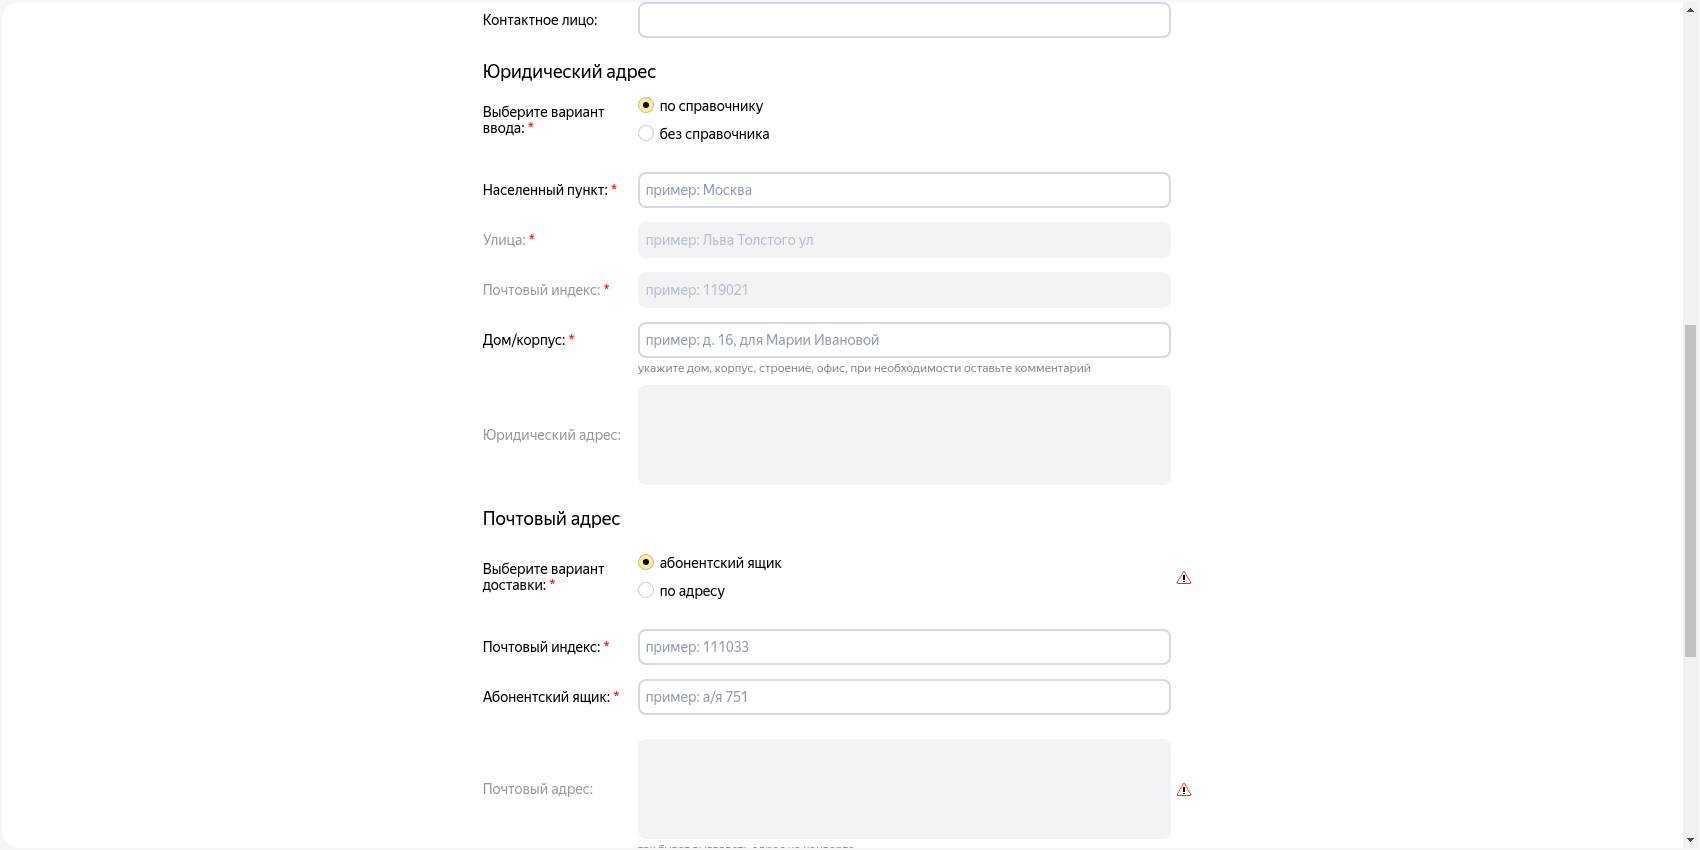 Контактное лицо:
Юридический адрес
Выберите вариант
ввода: *
по справочнику
без справочника
Населенный пункт: *
пример: Москва
Улица: *
пример: Льва Толстого ул
Почтовый индекс: *
пример: 119021
Дом/корпус: *
пример: д. 16, для Марии Ивановой
укажите дом, корпус, строение, офис, при необходимости оставьте комментарий
Юридический адрес:
Почтовый адрес
Выберите вариант
доставки: *
абонентский ящик
по адресу
Почтовый индекс: *
пример: 111033
Абонентский ящик: *
пример: а/я 751
Почтовый адрес: